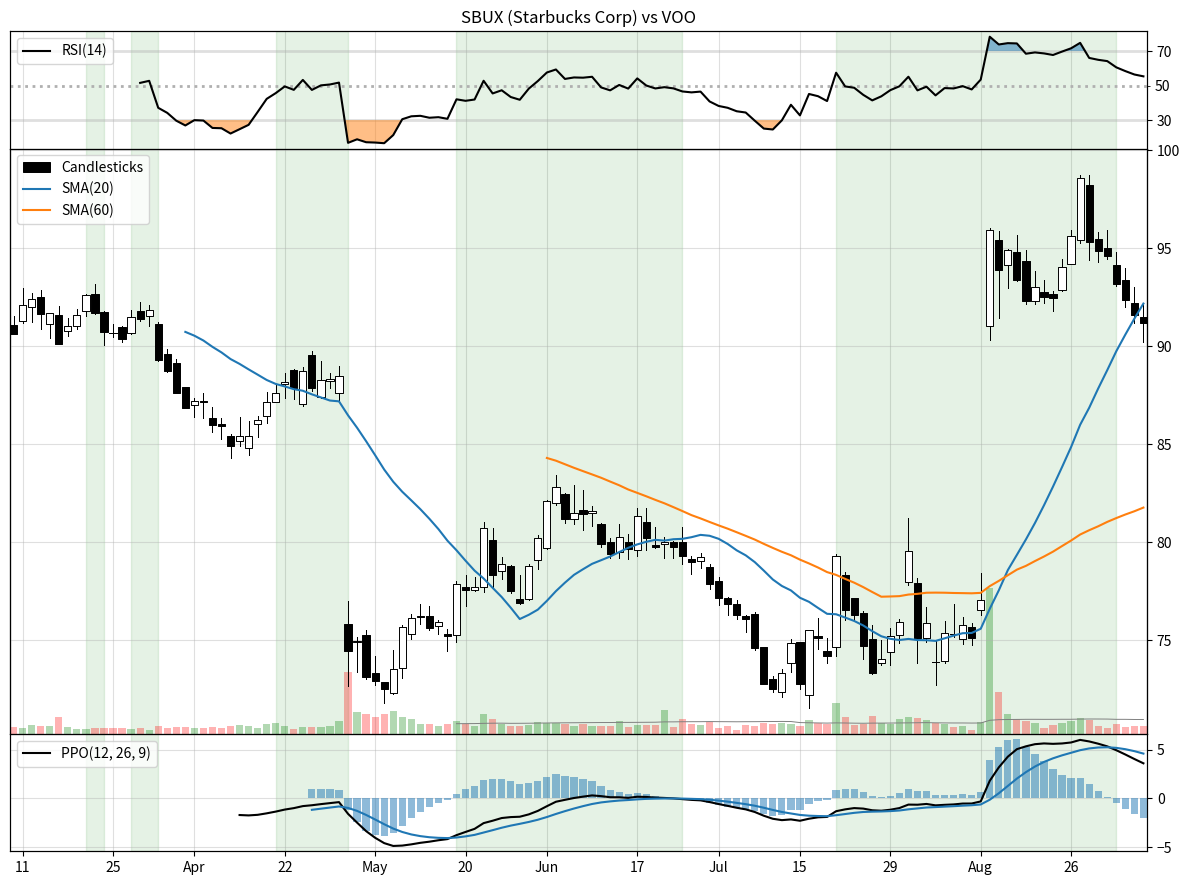 SBUX (Starbucks Corp) vs VOO
RSI(14)
70
50
30
Candlesticks
SMA(20)
SMA(60)
100
95
90
85
80
75
PPO(12, 26, 9)
5
0
−5
11 25 Apr 22 May 20 Jun 17 Jul 15 29 Aug 26